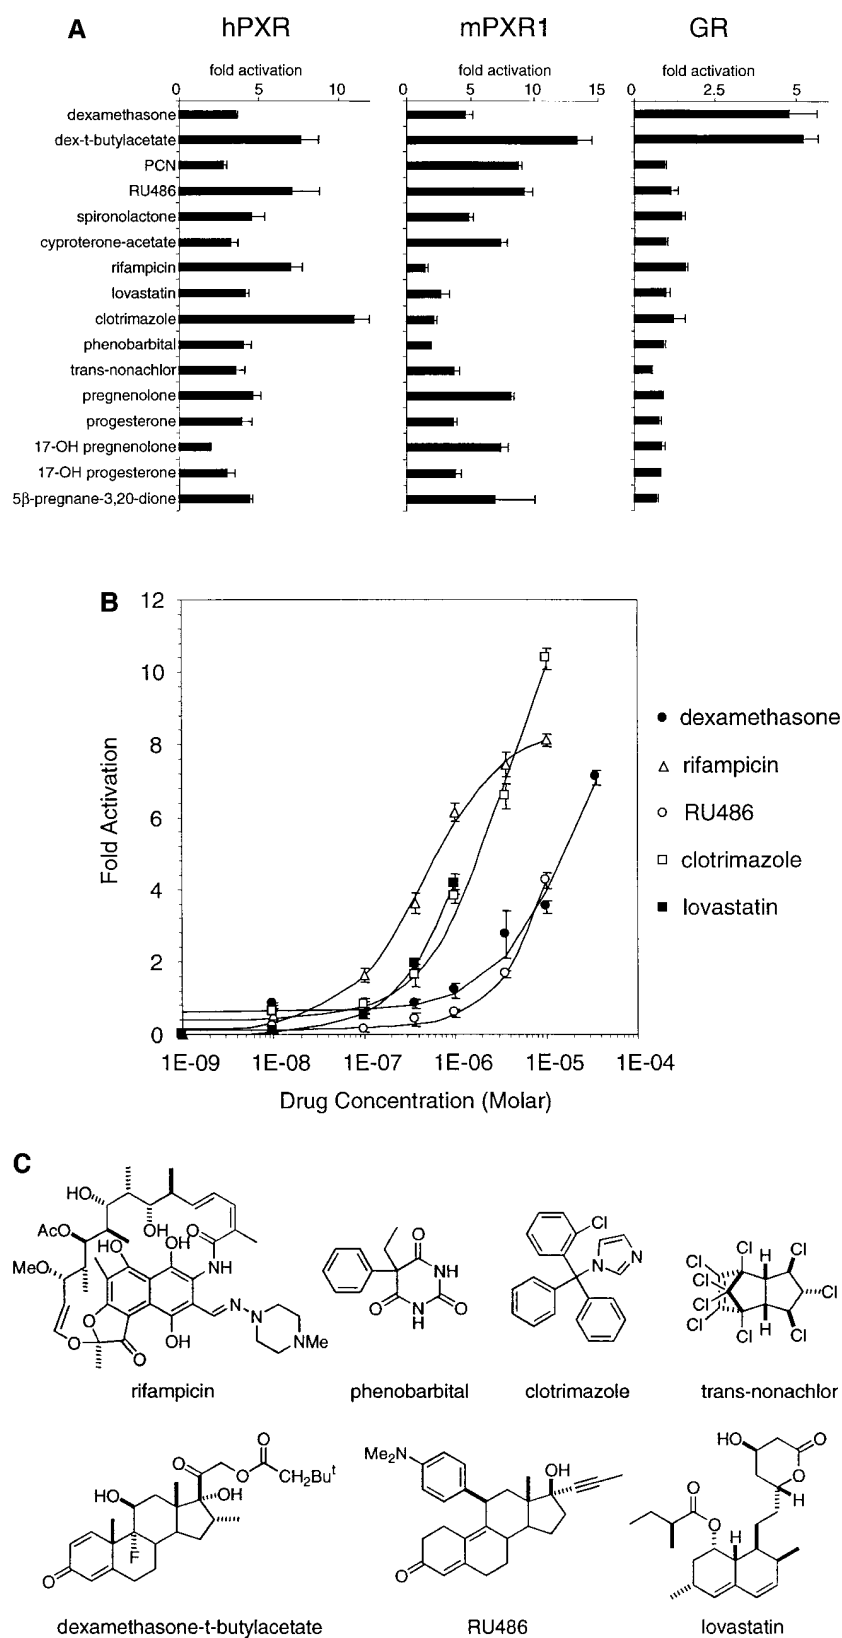 A
hPXR
mPXR1
GR
fold activation
fold activation
fold activation
0 5 10
0 5 10 15
0 2.5 5
dexamethasone
dex-t-butylacetate
PCN
RU486
spironolactone
cyproterone-acetate
rifampicin
lovastatin
clotrimazole
phenobarbital
trans-nonachlor
pregnenolone
progesterone
17-OH pregnenolone
17-OH progesterone
5β-pregnane-3,20-dione
B
12
10
8
6
4
2
0
Fold Activation
1E-09 1E-08 1E-07 1E-06 1E-05 1E-04
Drug Concentration (Molar)
dexamethasone
rifampicin
RU486
clotrimazole
lovastatin
C
HO
OH
AcO
HO
OH
O
MeO
NH
O
O
O
OH
N
N
NMe
rifampicin
O
NH
O
N
H
O
phenobarbital
Cl
N
N
clotrimazole
Cl
Cl
H
Cl
Cl
Cl
Cl
Cl
H
Cl
Cl
trans-nonachlor
O
O
O
CH₂Buᵗ
HO
OH
F
O
dexamethasone-t-butylacetate
Me₂N
OH
O
RU486
HO
O
O
H
O
O
H
lovastatin